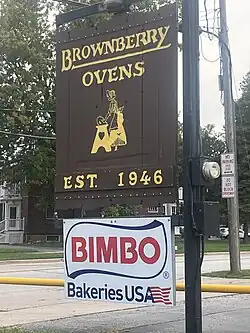 BROWNBERRY
OVENS
EST. 1946
BIMBO
®
Bakeries USA